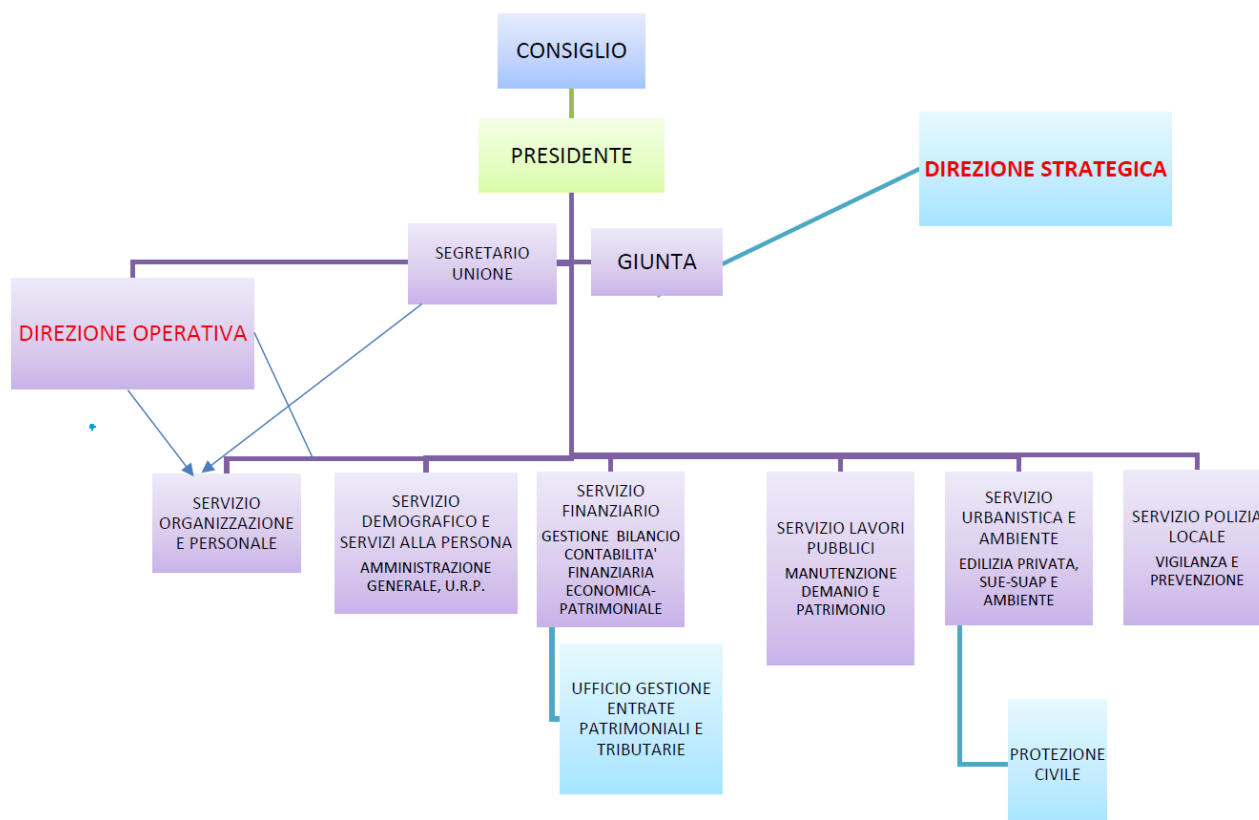 CONSIGLIO
PRESIDENTE
DIREZIONE STRATEGICA
SEGRETARIO
UNIONE
GIUNTA
DIREZIONE OPERATIVA
SERVIZIO
ORGANIZZAZIONE
E PERSONALE
SERVIZIO
DEMOGRAFICO E
SERVIZI ALLA PERSONA
AMMINISTRAZIONE
GENERALE, U.R.P.
SERVIZIO
FINANZIARIO
GESTIONE BILANCIO
CONTABILITA'
FINANZIARIA
ECONOMICA-
PATRIMONIALE
SERVIZIO LAVORI
PUBBLICI
MANUTENZIONE
DEMANIO E
PATRIMONIO
SERVIZIO
URBANISTICA E
AMBIENTE
EDILIZIA PRIVATA,
SUE-SUAP E
AMBIENTE
SERVIZIO POLIZIA
LOCALE
VIGILANZA E
PREVENZIONE
UFFICIO GESTIONE
ENTRATE
PATRIMONIALI E
TRIBUTARIE
PROTEZIONE
CIVILE